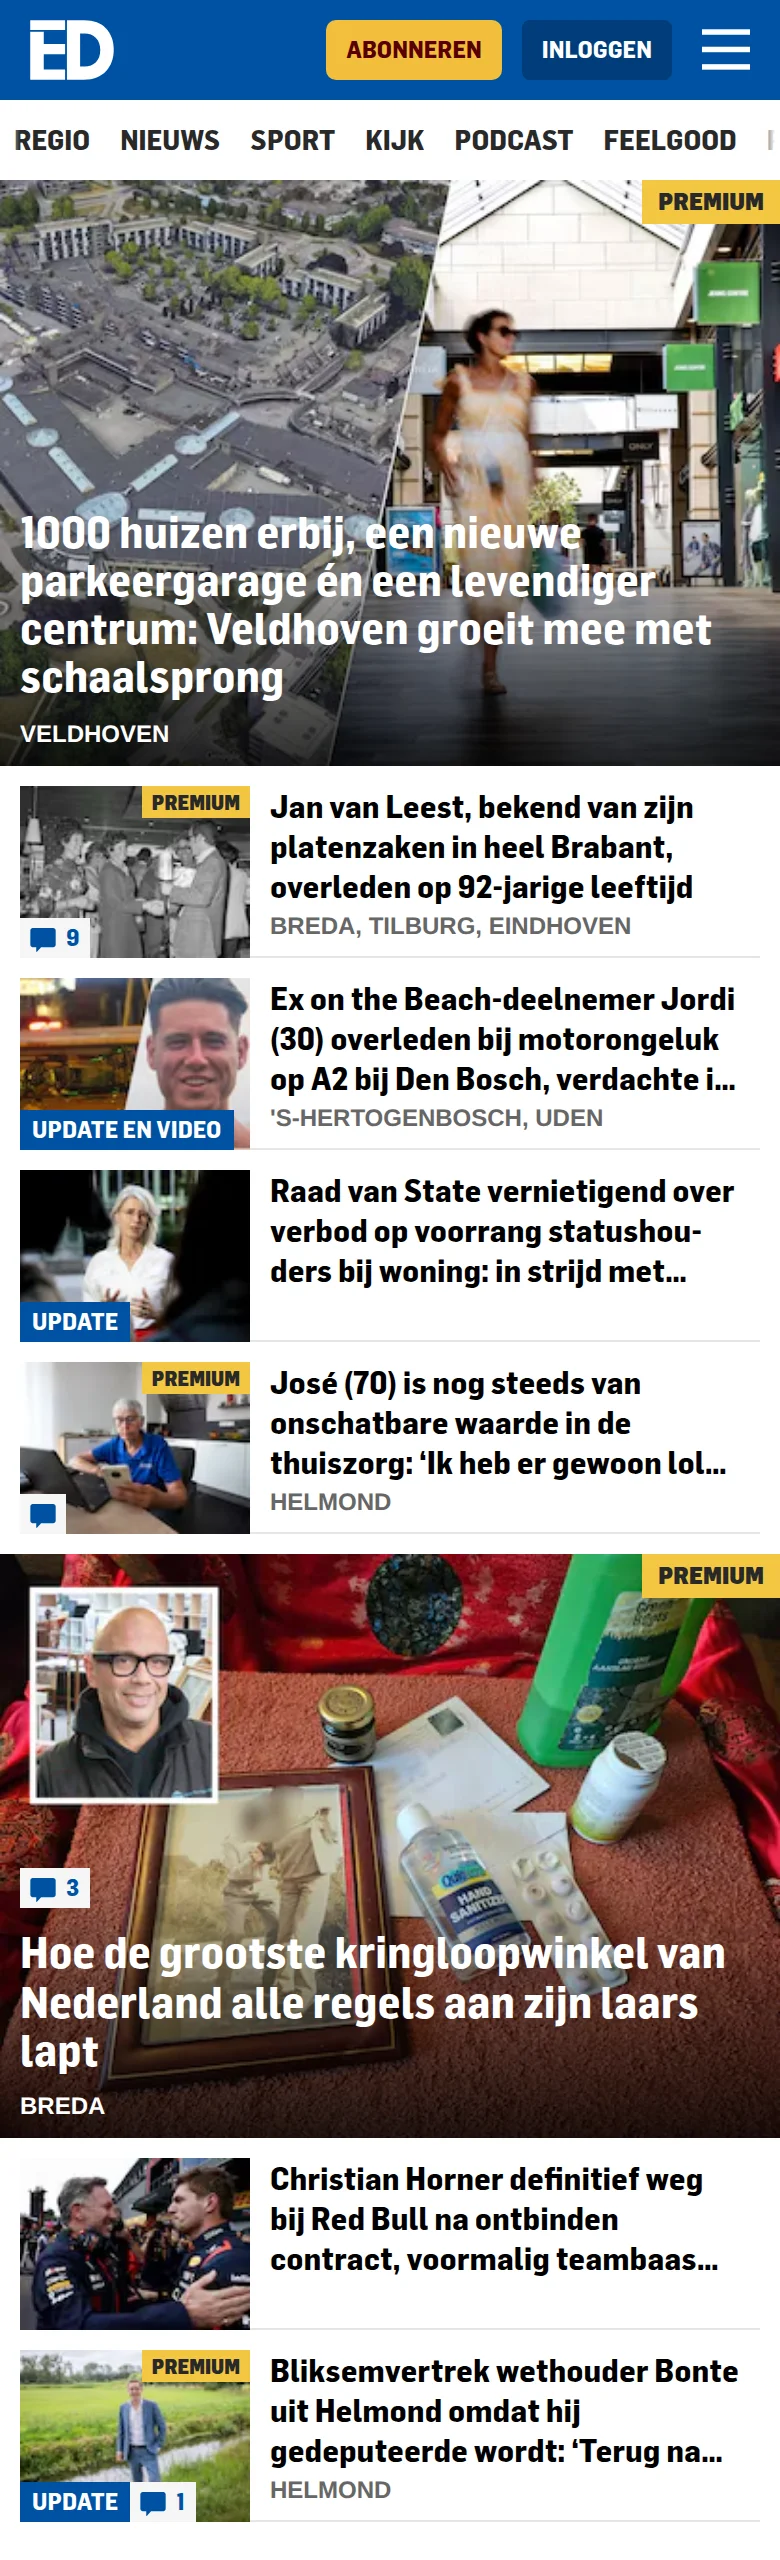 ED
ABONNEREN
INLOGGEN
REGIO NIEUWS SPORT KIJK PODCAST FEELGOOD
PREMIUM
ONLY
1000 huizen erbij, een nieuwe
parkeergarage én een levendiger
centrum: Veldhoven groeit mee met
schaalsprong
VELDHOVEN
PREMIUM
9
Jan van Leest, bekend van zijn
platenzaken in heel Brabant,
overleden op 92-jarige leeftijd
BREDA, TILBURG, EINDHOVEN
UPDATE EN VIDEO
Ex on the Beach-deelnemer Jordi
(30) overleden bij motorongeluk
op A2 bij Den Bosch, verdachte i...
'S-HERTOGENBOSCH, UDEN
UPDATE
Raad van State vernietigend over
verbod op voorrang statushou-
ders bij woning: in strijd met...
PREMIUM
José (70) is nog steeds van
onschatbare waarde in de
thuiszorg: ‘Ik heb er gewoon lol...
HELMOND
PREMIUM
HAND
SANITIZER
3
Hoe de grootste kringloopwinkel van
Nederland alle regels aan zijn laars
lapt
BREDA
Christian Horner definitief weg
bij Red Bull na ontbinden
contract, voormalig teambaas...
PREMIUM
UPDATE
1
Bliksemvertrek wethouder Bonte
uit Helmond omdat hij
gedeputeerde wordt: ‘Terug na...
HELMOND